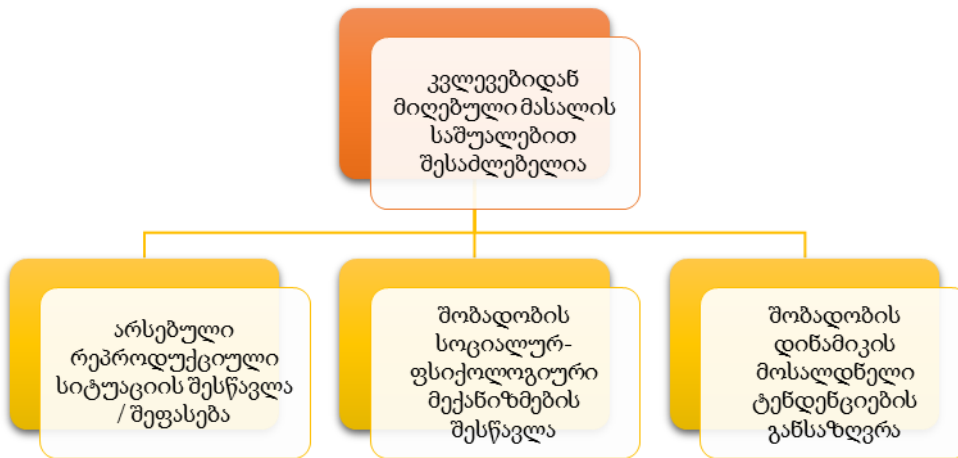 კვლევებიდან
მიღებული მასალის
საშუალებით
შესაძლებელია
არსებული
რეპროდუქციული
სიტუაციის შესწავლა
/ შეფასება
შობადობის
სოციალურ-
ფსიქოლოგიური
მექანიზმების
შესწავლა
შობადობის
დინამიკის
მოსალდნელი
ტენდენციების
განსაზღვრა